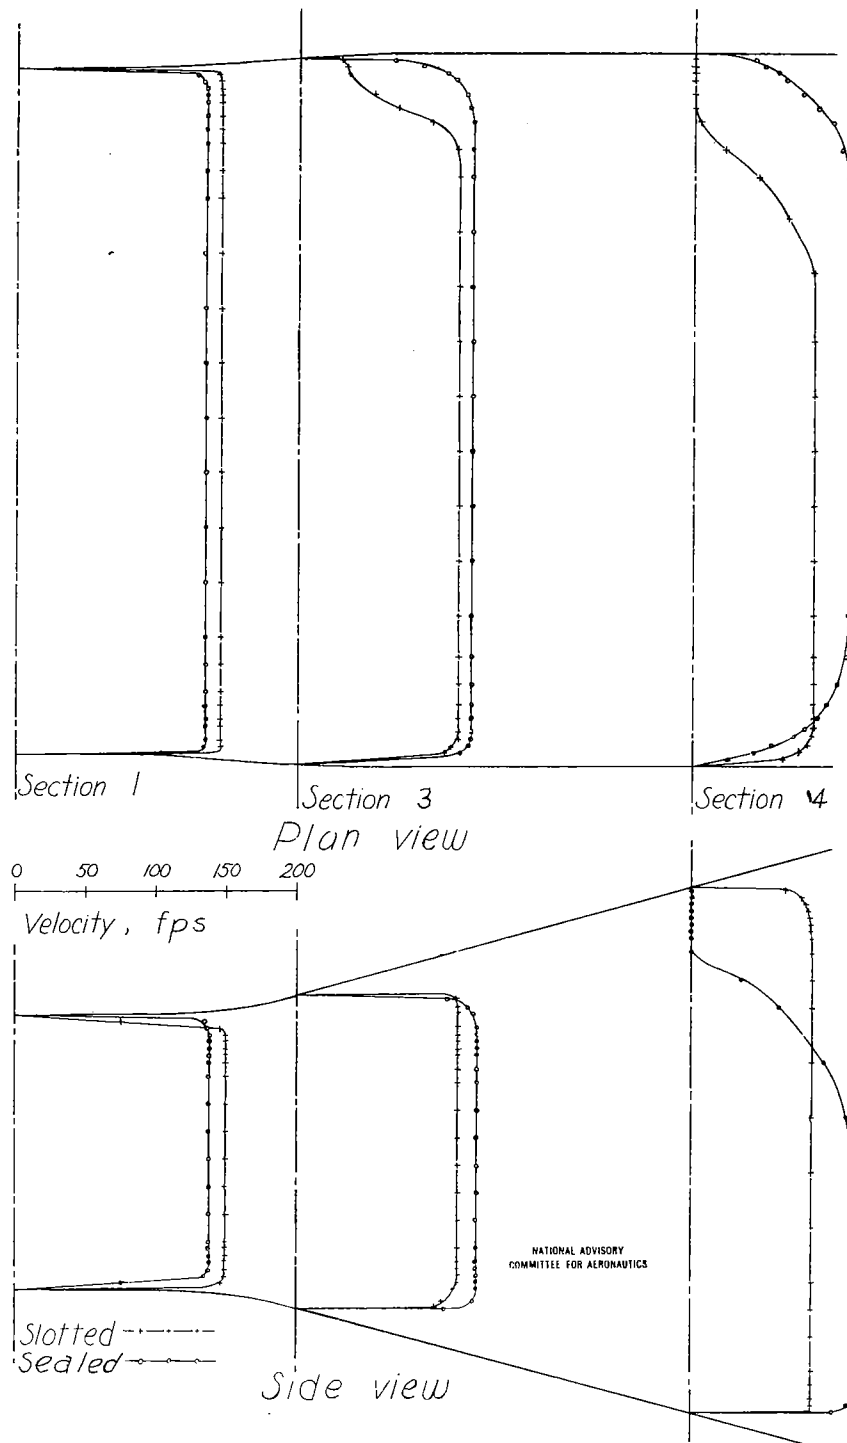 Section 1
Section 3
Section 4
Plan view
0 50 100 150 200
Velocity, fps
NATIONAL ADVISORY
COMMITTEE FOR AERONAUTICS
Slotted
Sealed
Side view